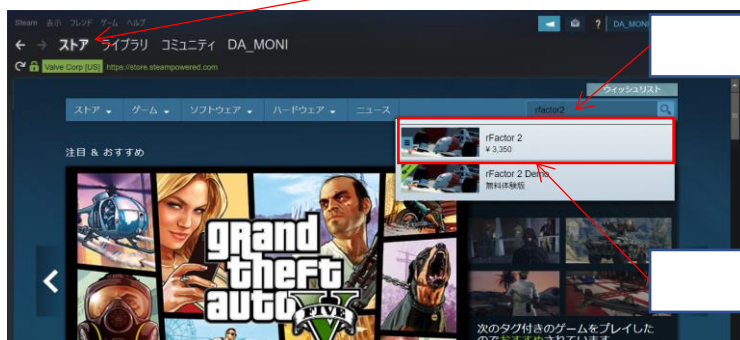 Steam 表示 フレンド ゲーム ヘルプ
? DA_MONI
← → ストア ライブラリ コミュニティ DA_MONI
Valve Corp [US] https://store.steampowered.com
ウィッシュリスト
ストア ゲーム ソフトウェア ハードウェア ニュース
rfactor2
rFactor 2
¥ 3,350
rFactor 2 Demo
無料体験版
注目 & おすすめ
grand
theft
auto
FIVE
次のタグ付きのゲームをプレイした
のでおすすめされています